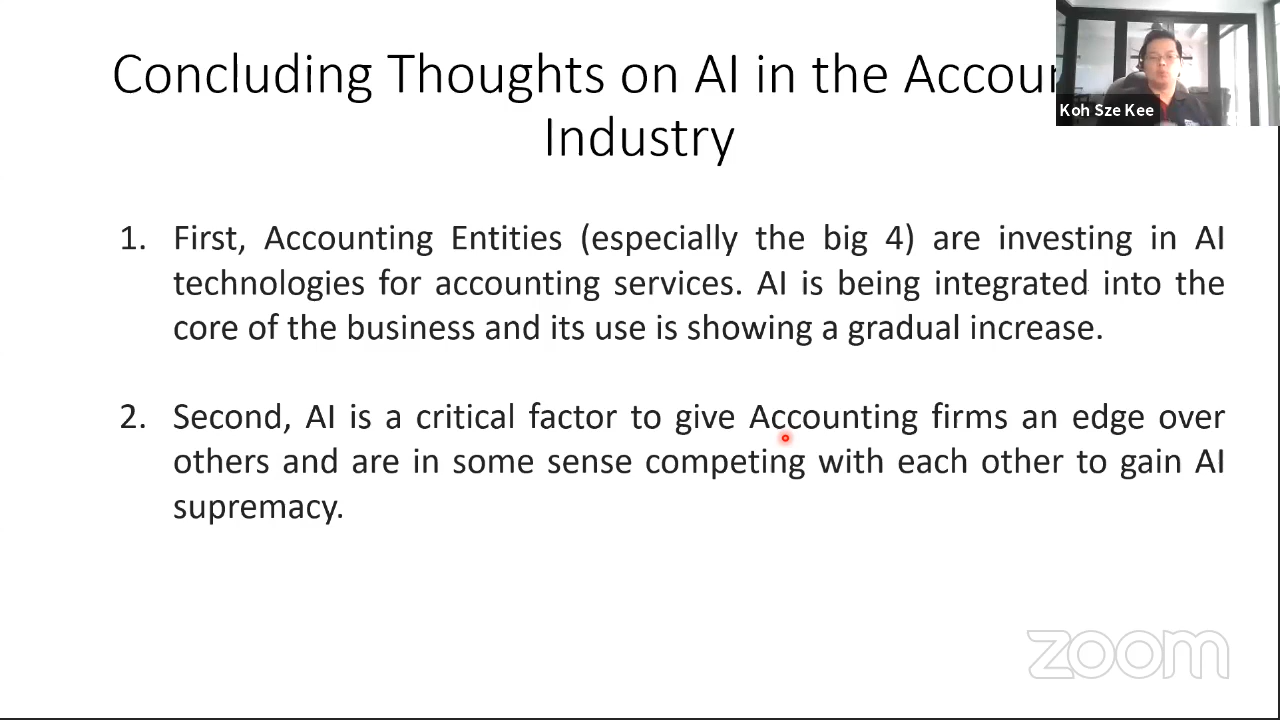 Concluding Thoughts on AI in the Accoun
Koh Sze Kee
Industry
1. First, Accounting Entities (especially the big 4) are investing in AI
technologies for accounting services. AI is being integrated into the
core of the business and its use is showing a gradual increase.
2. Second, AI is a critical factor to give Accounting firms an edge over
others and are in some sense competing with each other to gain AI
supremacy.
zoom